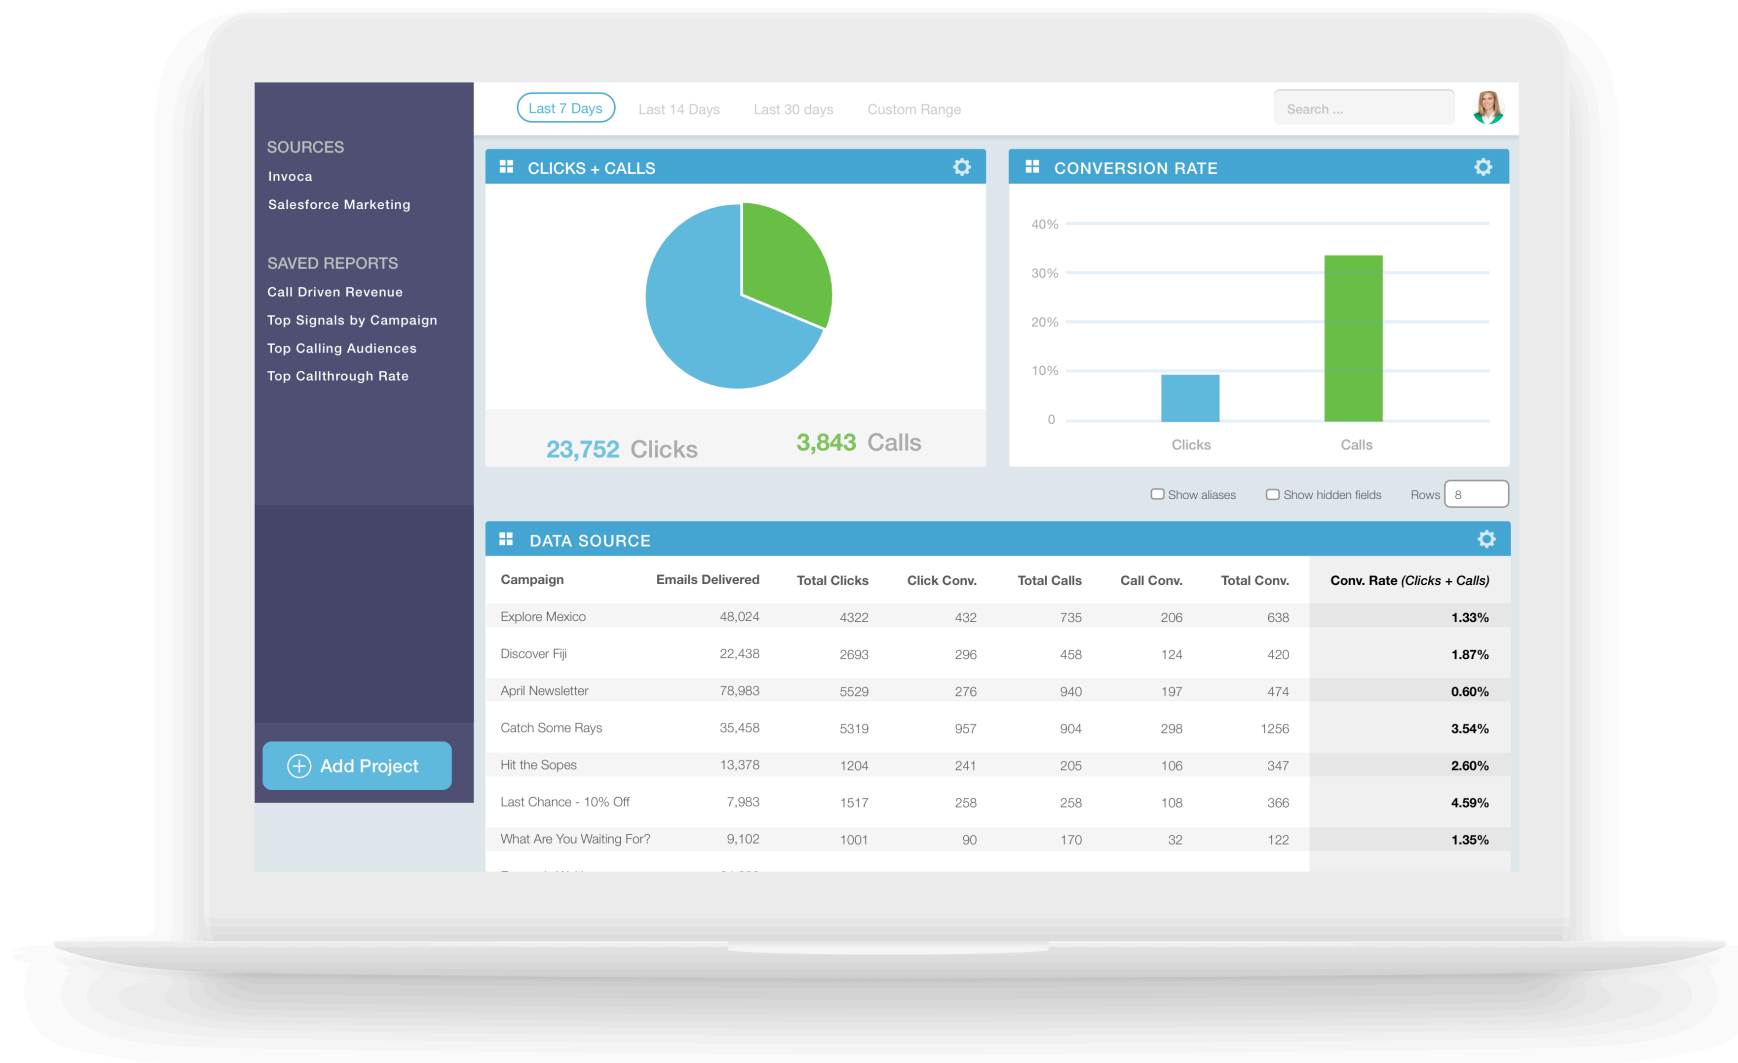 Last 7 Days Last 14 Days Last 30 days Custom Range Search ...
SOURCES
Invoca
Salesforce Marketing
SAVED REPORTS
Call Driven Revenue
Top Signals by Campaign
Top Calling Audiences
Top Callthrough Rate
Add Project
CLICKS + CALLS
23,752 Clicks 3,843 Calls
CONVERSION RATE
40%
30%
20%
10%
0
Clicks Calls
Show aliases Show hidden fields Rows 8
DATA SOURCE
Campaign Emails Delivered Total Clicks Click Conv. Total Calls Call Conv. Total Conv. Conv. Rate (Clicks + Calls)
Explore Mexico 48,024 4322 432 735 206 638 1.33%
Discover Fiji 22,438 2693 296 458 124 420 1.87%
April Newsletter 78,983 5529 276 940 197 474 0.60%
Catch Some Rays 35,458 5319 957 904 298 1256 3.54%
Hit the Sopes 13,378 1204 241 205 106 347 2.60%
Last Chance - 10% Off 7,983 1517 258 258 108 366 4.59%
What Are You Waiting For? 9,102 1001 90 170 32 122 1.35%